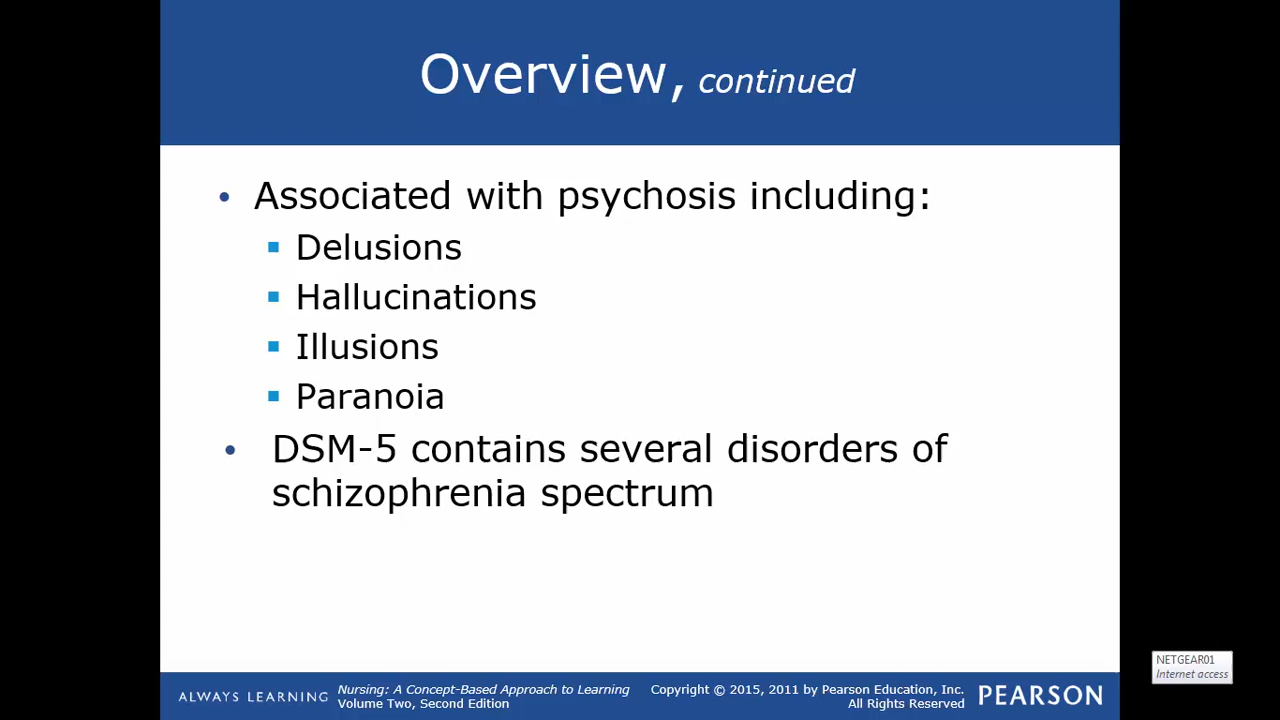 Overview, continued
• Associated with psychosis including:
▪ Delusions
▪ Hallucinations
▪ Illusions
▪ Paranoia
• DSM-5 contains several disorders of
schizophrenia spectrum
ALWAYS LEARNING
Nursing: A Concept-Based Approach to Learning
Volume Two, Second Edition
Copyright © 2015, 2011 by Pearson Education, Inc.
All Rights Reserved
PEARSON
NETGEAR01
Internet access